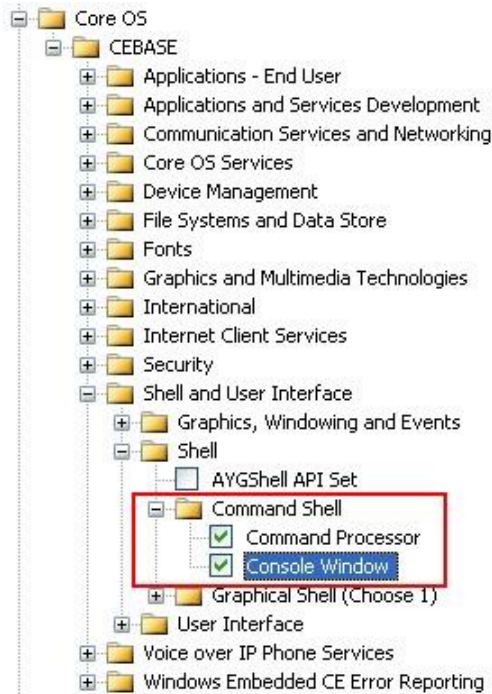 Core OS
CEBASE
Applications - End User
Applications and Services Development
Communication Services and Networking
Core OS Services
Device Management
File Systems and Data Store
Fonts
Graphics and Multimedia Technologies
International
Internet Client Services
Security
Shell and User Interface
Graphics, Windowing and Events
Shell
AYGShell API Set
Command Shell
Command Processor
Console Window
Graphical Shell (Choose 1)
User Interface
Voice over IP Phone Services
Windows Embedded CE Error Reporting